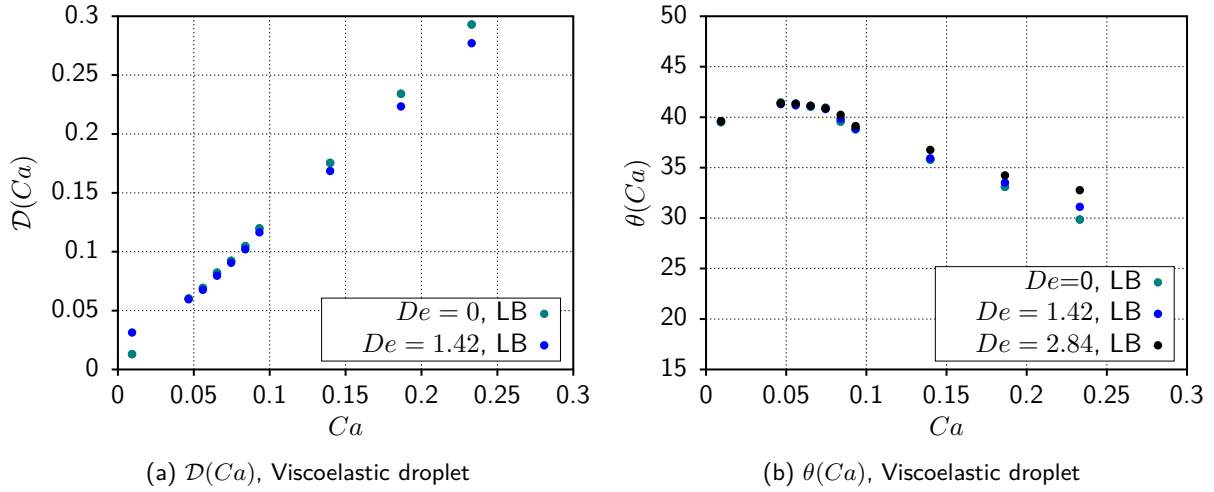 0.3
0.25
0.2
0.15
0.1
0.05
0
0 0.05 0.1 0.15 0.2 0.25 0.3
𝒟(Ca)
Ca
De = 0, LB
De = 1.42, LB
(a) 𝒟(Ca), Viscoelastic droplet
50
45
40
35
30
25
20
15
0 0.05 0.1 0.15 0.2 0.25 0.3
θ(Ca)
Ca
De=0, LB
De = 1.42, LB
De = 2.84, LB
(b) θ(Ca), Viscoelastic droplet